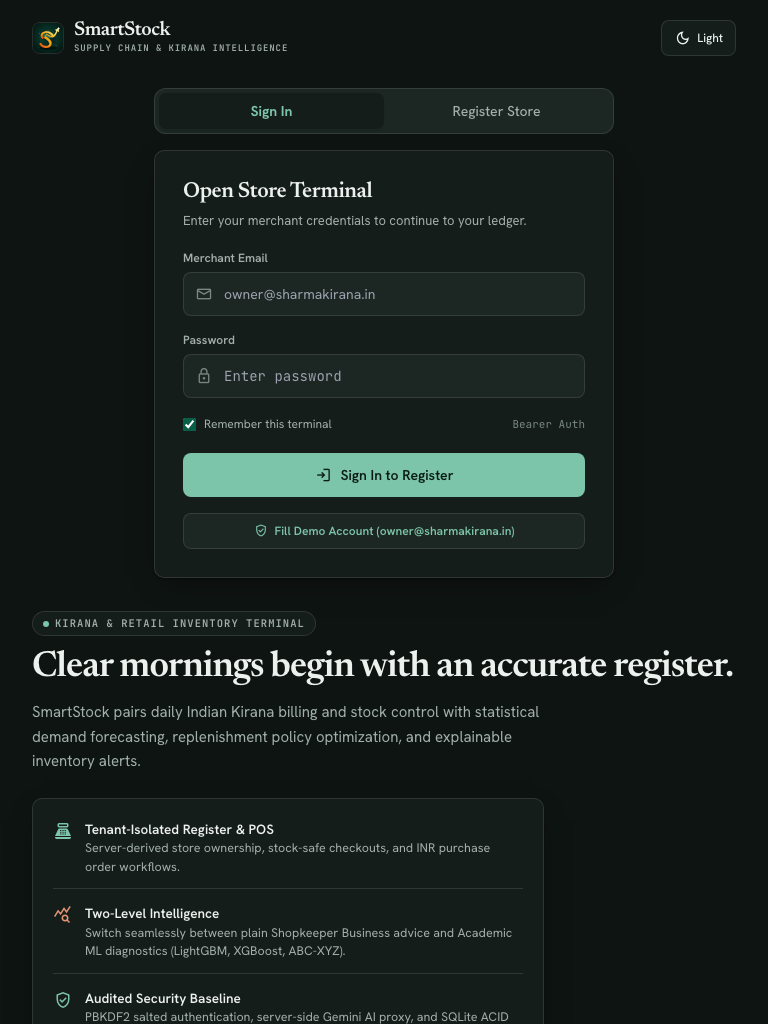 SmartStock
SUPPLY CHAIN & KIRANA INTELLIGENCE
Light
Sign In
Register Store
Open Store Terminal
Enter your merchant credentials to continue to your ledger.
Merchant Email
owner@sharmakirana.in
Password
Enter password
Remember this terminal
Bearer Auth
Sign In to Register
Fill Demo Account (owner@sharmakirana.in)
KIRANA & RETAIL INVENTORY TERMINAL
Clear mornings begin with an accurate register.
SmartStock pairs daily Indian Kirana billing and stock control with statistical
demand forecasting, replenishment policy optimization, and explainable
inventory alerts.
Tenant-Isolated Register & POS
Server-derived store ownership, stock-safe checkouts, and INR purchase
order workflows.
Two-Level Intelligence
Switch seamlessly between plain Shopkeeper Business advice and Academic
ML diagnostics (LightGBM, XGBoost, ABC-XYZ).
Audited Security Baseline
PBKDF2 salted authentication, server-side Gemini AI proxy, and SQLite ACID